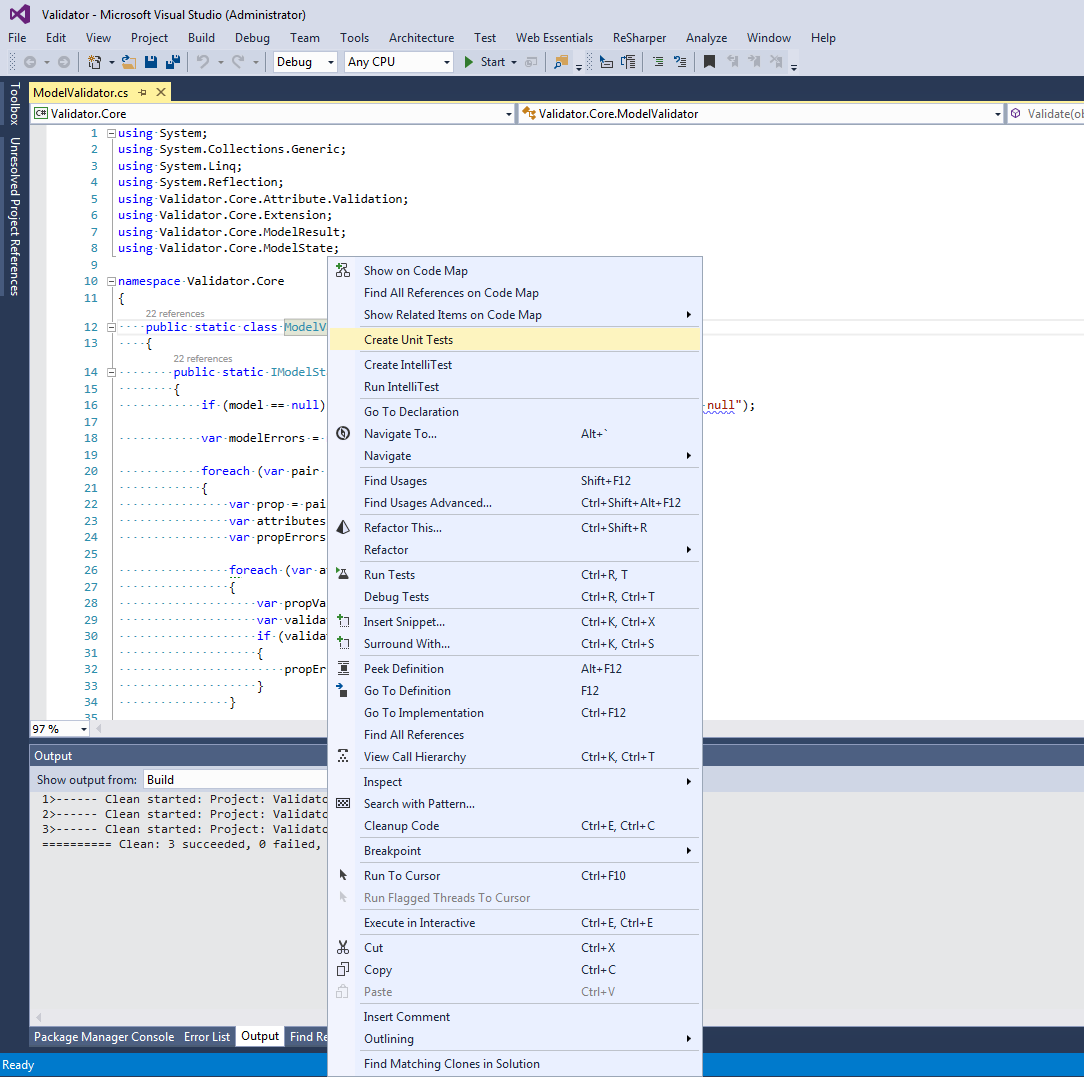 Validator - Microsoft Visual Studio (Administrator)
File Edit View Project Build Debug Team Tools Architecture Test Web Essentials ReSharper Analyze Window Help
Debug Any CPU Start
Toolbox
Unresolved Project References
ModelValidator.cs
Validator.Core Validator.Core.ModelValidator Validate(ob
1 using System;
2 using System.Collections.Generic;
3 using System.Linq;
4 using System.Reflection;
5 using Validator.Core.Attribute.Validation;
6 using Validator.Core.Extension;
7 using Validator.Core.ModelResult;
8 using Validator.Core.ModelState;
9
10 namespace Validator.Core
11 {
22 references
12 public static class ModelV
13 {
22 references
14 public static IModelSt
15 {
16 if (model == null) null");
17
18 var modelErrors =
19
20 foreach (var pair
21 {
22 var prop = pai
23 var attributes
24 var propErrors
25
26 foreach (var a
27 {
28 var propVa
29 var valida
30 if (valida
31 {
32 propEr
33 }
34 }
35
97 %
Show on Code Map
Find All References on Code Map
Show Related Items on Code Map
Create Unit Tests
Create IntelliTest
Run IntelliTest
Go To Declaration
Navigate To... Alt+`
Navigate
Find Usages Shift+F12
Find Usages Advanced... Ctrl+Shift+Alt+F12
Refactor This... Ctrl+Shift+R
Refactor
Run Tests Ctrl+R, T
Debug Tests Ctrl+R, Ctrl+T
Insert Snippet... Ctrl+K, Ctrl+X
Surround With... Ctrl+K, Ctrl+S
Peek Definition Alt+F12
Go To Definition F12
Go To Implementation Ctrl+F12
Find All References
View Call Hierarchy Ctrl+K, Ctrl+T
Inspect
Search with Pattern...
Cleanup Code Ctrl+E, Ctrl+C
Breakpoint
Run To Cursor Ctrl+F10
Run Flagged Threads To Cursor
Execute in Interactive Ctrl+E, Ctrl+E
Cut Ctrl+X
Copy Ctrl+C
Paste Ctrl+V
Insert Comment
Outlining
Find Matching Clones in Solution
Output
Show output from: Build
1>------ Clean started: Project: Validato
2>------ Clean started: Project: Validato
3>------ Clean started: Project: Validato
========== Clean: 3 succeeded, 0 failed,
Package Manager Console Error List Output Find Re
Ready